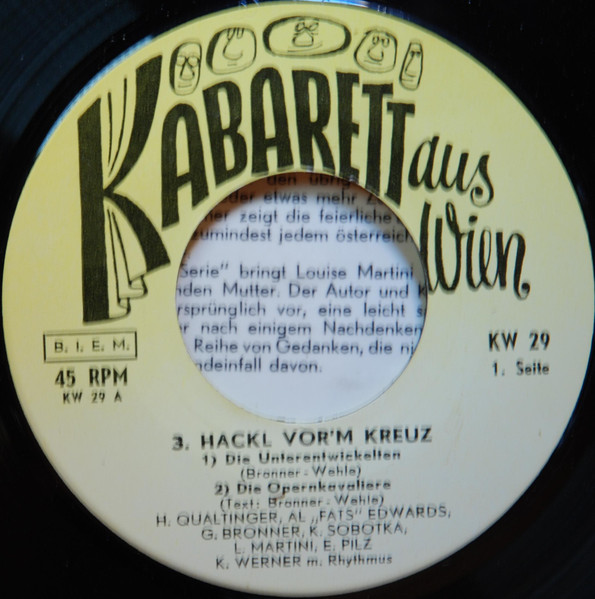 KABARETT aus Wien
den übrig
der etwas mehr
zeigt die feierliche
zumindest jedem österreich
Serie" bringt Louise Martini
nden Mutter. Der Autor und
rsprünglich vor, eine leicht
r nach einigem Nachdenken
Reihe von Gedanken, die ni
ndeinfall davon.
B. I. E. M.
45 RPM
KW 29 A
KW 29
1. Seite
3. HACKL VOR'M KREUZ
1) Die Unterentwickelten
(Bronner - Wehle)
2) Die Opernkavaliere
(Text: Bronner - Wehle)
H. QUALTINGER, AL „FATS" EDWARDS,
G. BRONNER, K. SOBOTKA,
L. MARTINI, E. PILZ
K. WERNER m. Rhythmus